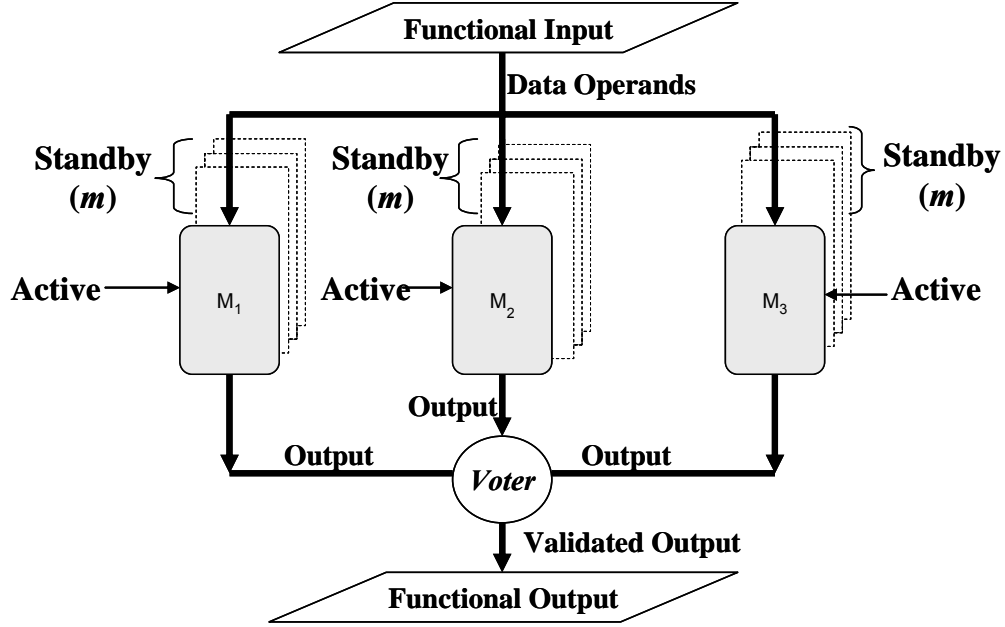 Functional Input
Data Operands
Standby
(m)
Standby
(m)
Standby
(m)
Active
M1
Active
M2
M3
Active
Output
Output
Output
Voter
Validated Output
Functional Output